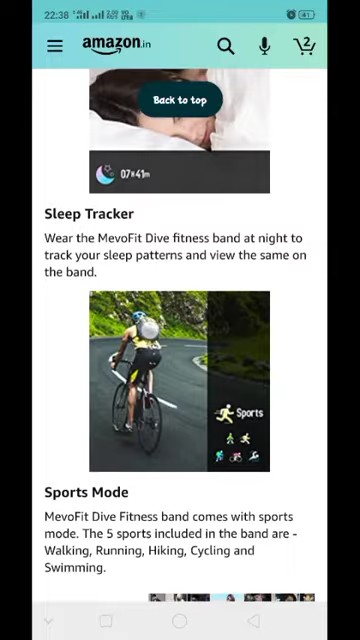 22:38
amazon.in
2
Back to top
07H41m
Sleep Tracker
Wear the MevoFit Dive fitness band at night to
track your sleep patterns and view the same on
the band.
Sports
Sports Mode
MevoFit Dive Fitness band comes with sports
mode. The 5 sports included in the band are -
Walking, Running, Hiking, Cycling and
Swimming.